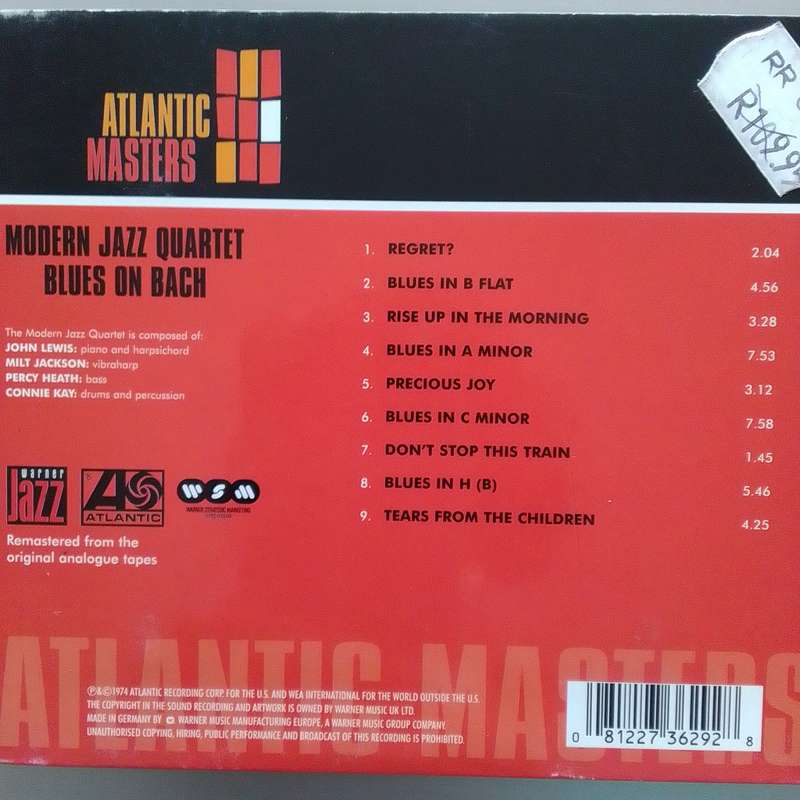 ATLANTIC
MASTERS
RR
R109.99
MODERN JAZZ QUARTET
BLUES ON BACH
The Modern Jazz Quartet is composed of:
JOHN LEWIS: piano and harpsichord
MILT JACKSON: vibraharp
PERCY HEATH: bass
CONNIE KAY: drums and percussion
1. REGRET? 2.04
2. BLUES IN B FLAT 4.56
3. RISE UP IN THE MORNING 3.28
4. BLUES IN A MINOR 7.53
5. PRECIOUS JOY 3.12
6. BLUES IN C MINOR 7.58
7. DON'T STOP THIS TRAIN 1.45
8. BLUES IN H (B) 5.46
9. TEARS FROM THE CHILDREN 4.25
warner
Jazz
ATLANTIC
WSM
WARNER STRATEGIC MARKETING
Remastered from the
original analogue tapes
ATLANTIC MASTERS
℗&©1974 ATLANTIC RECORDING CORP. FOR THE U.S. AND WEA INTERNATIONAL FOR THE WORLD OUTSIDE THE U.S.
THE COPYRIGHT IN THE SOUND RECORDING AND ARTWORK IS OWNED BY WARNER MUSIC UK LTD.
MADE IN GERMANY BY WARNER MUSIC MANUFACTURING EUROPE, A WARNER MUSIC GROUP COMPANY.
UNAUTHORISED COPYING, HIRING, PUBLIC PERFORMANCE AND BROADCAST OF THIS RECORDING IS PROHIBITED.
0 81227 36292 8